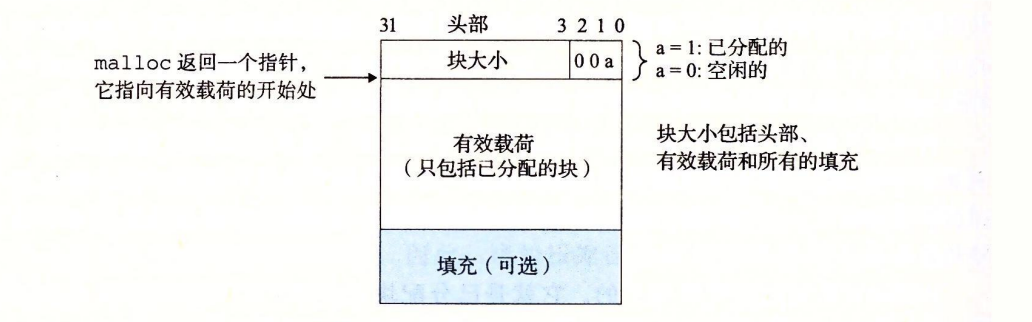 31 头部 3 2 1 0
块大小 0 0 a
a = 1: 已分配的
a = 0: 空闲的
malloc 返回一个指针，
它指向有效载荷的开始处
有效载荷
（只包括已分配的块）
块大小包括头部、
有效载荷和所有的填充
填充（可选）